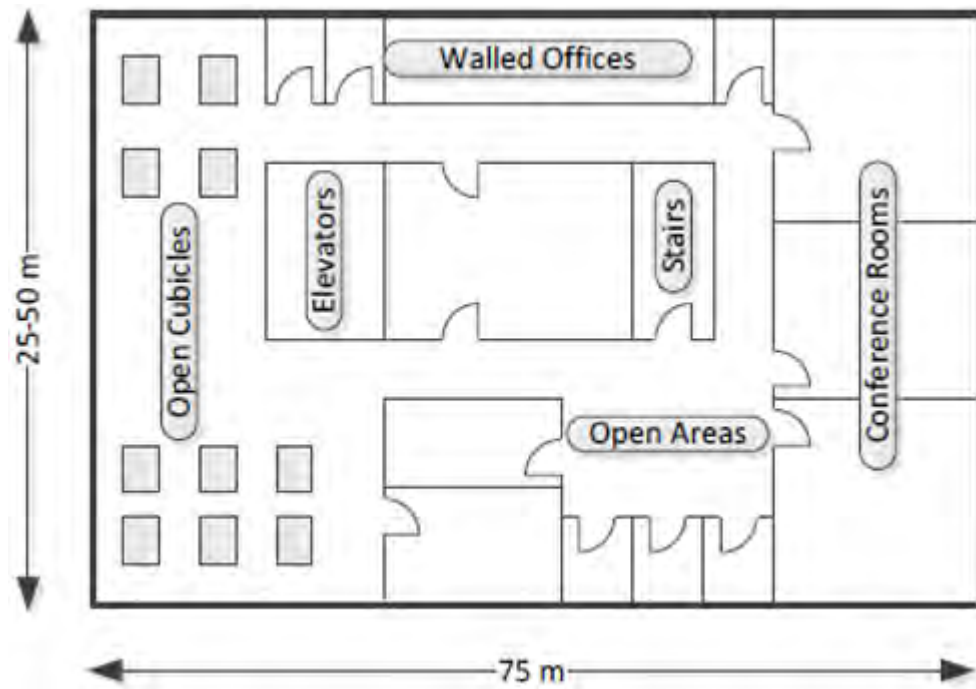 Walled Offices
Elevators
Stairs
Open Cubicles
Conference Rooms
25-50 m
Open Areas
75 m